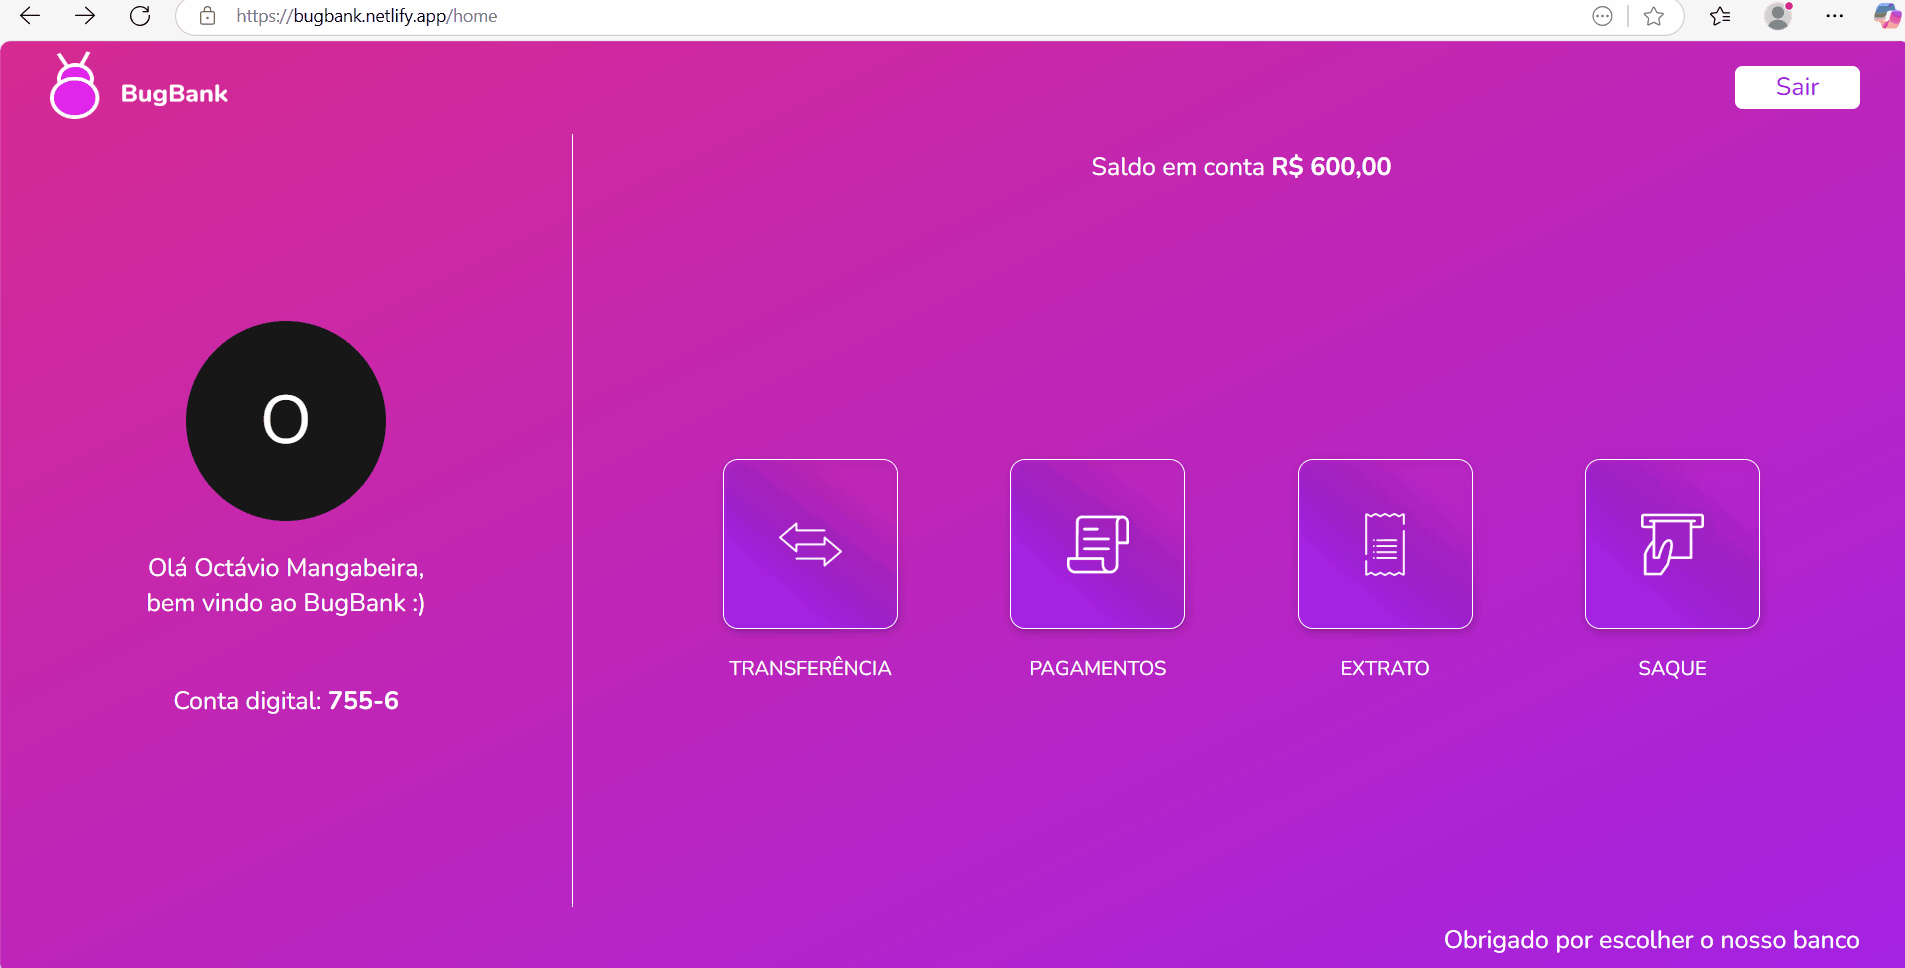 https://bugbank.netlify.app/home
BugBank
Sair
Saldo em conta R$ 600,00
O
Olá Octávio Mangabeira,
bem vindo ao BugBank :)
Conta digital: 755-6
TRANSFERÊNCIA
PAGAMENTOS
EXTRATO
SAQUE
Obrigado por escolher o nosso banco